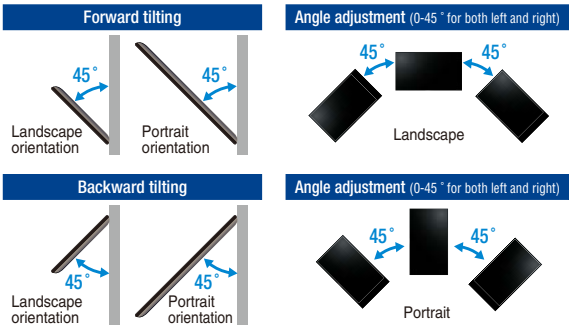 Forward tilting
45°
45°
Landscape
orientation
Portrait
orientation
Angle adjustment (0-45 ° for both left and right)
45°
45°
Landscape
Backward tilting
45°
45°
Landscape
orientation
Portrait
orientation
Angle adjustment (0-45 ° for both left and right)
45°
45°
Portrait